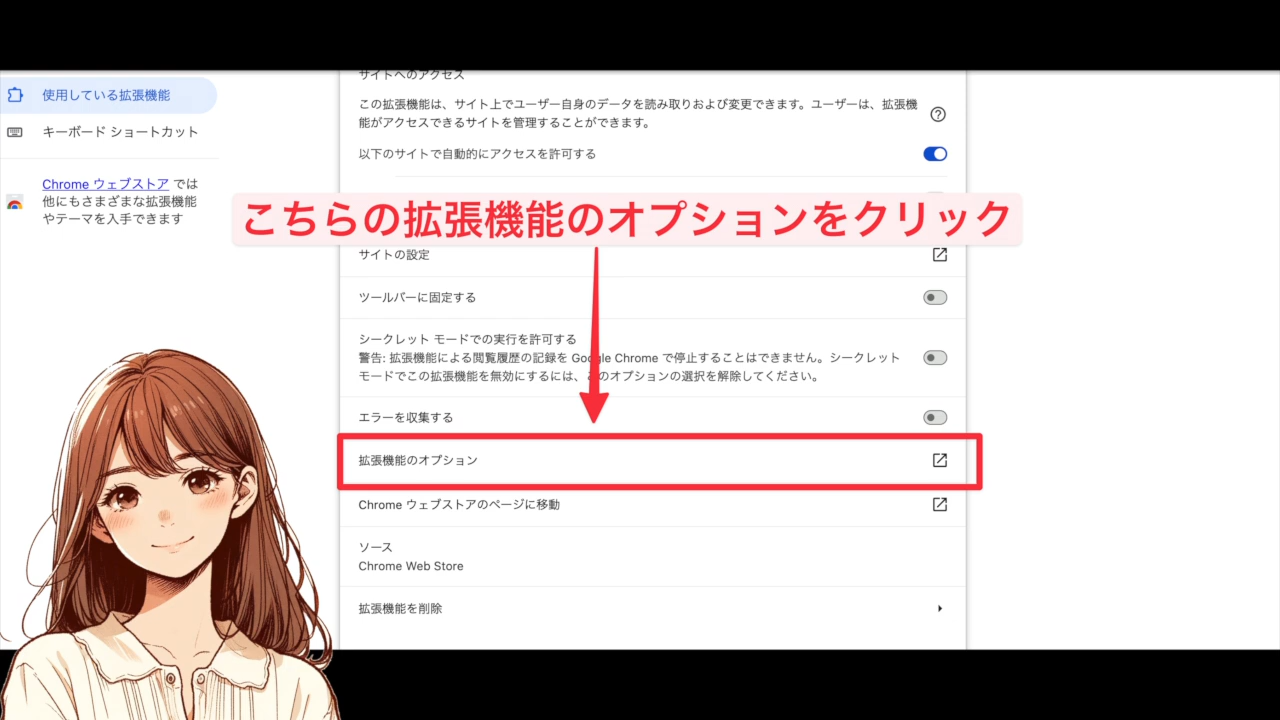 使用している拡張機能
キーボード ショートカット
Chrome ウェブストア では
他にもさまざまな拡張機能
やテーマを入手できます
サイトへのアクセス
この拡張機能は、サイト上でユーザー自身のデータを読み取りおよび変更できます。ユーザーは、拡張機
能がアクセスできるサイトを管理することができます。
以下のサイトで自動的にアクセスを許可する
こちらの拡張機能のオプションをクリック
サイトの設定
ツールバーに固定する
シークレット モードでの実行を許可する
警告: 拡張機能による閲覧履歴の記録を Google Chrome で停止することはできません。シークレット
モードでこの拡張機能を無効にするには、このオプションの選択を解除してください。
エラーを収集する
拡張機能のオプション
Chrome ウェブストアのページに移動
ソース
Chrome Web Store
拡張機能を削除